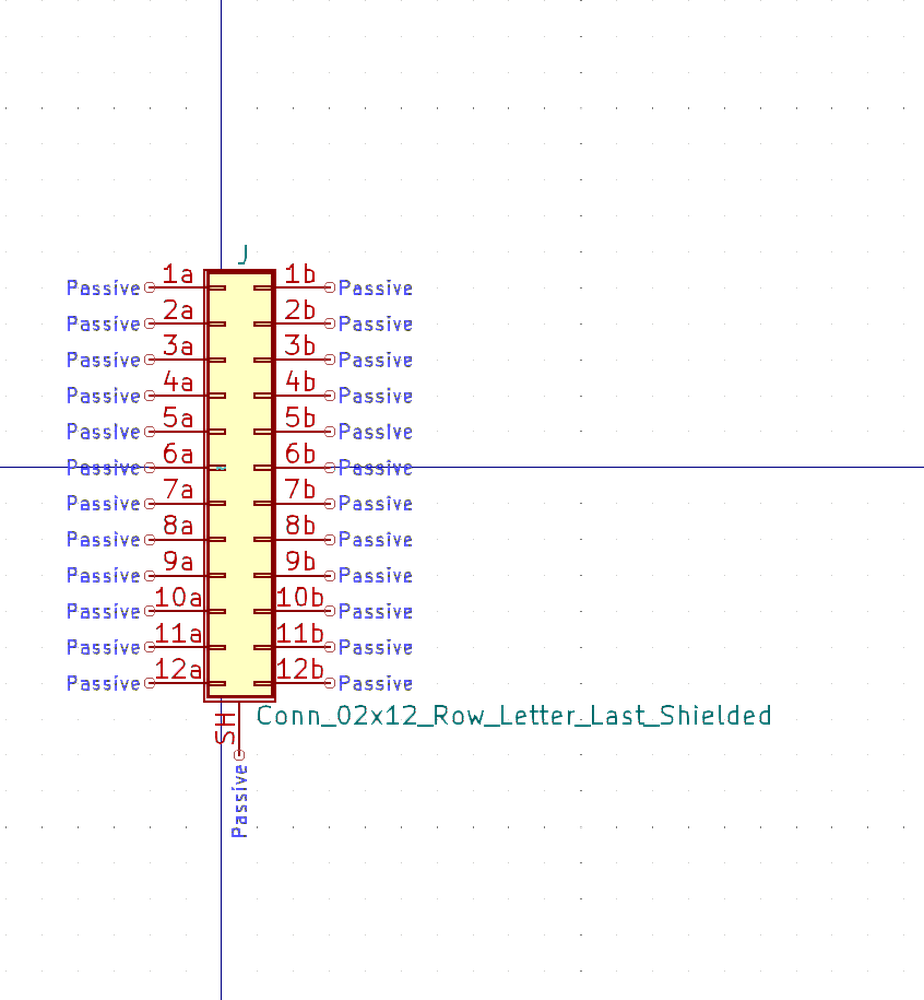 J
Passive 1a 1b Passive
Passive 2a 2b Passive
Passive 3a 3b Passive
Passive 4a 4b Passive
Passive 5a 5b Passive
Passive 6a 6b Passive
Passive 7a 7b Passive
Passive 8a 8b Passive
Passive 9a 9b Passive
Passive 10a 10b Passive
Passive 11a 11b Passive
Passive 12a 12b Passive
SH Conn_02x12_Row_Letter_Last_Shielded
Passive